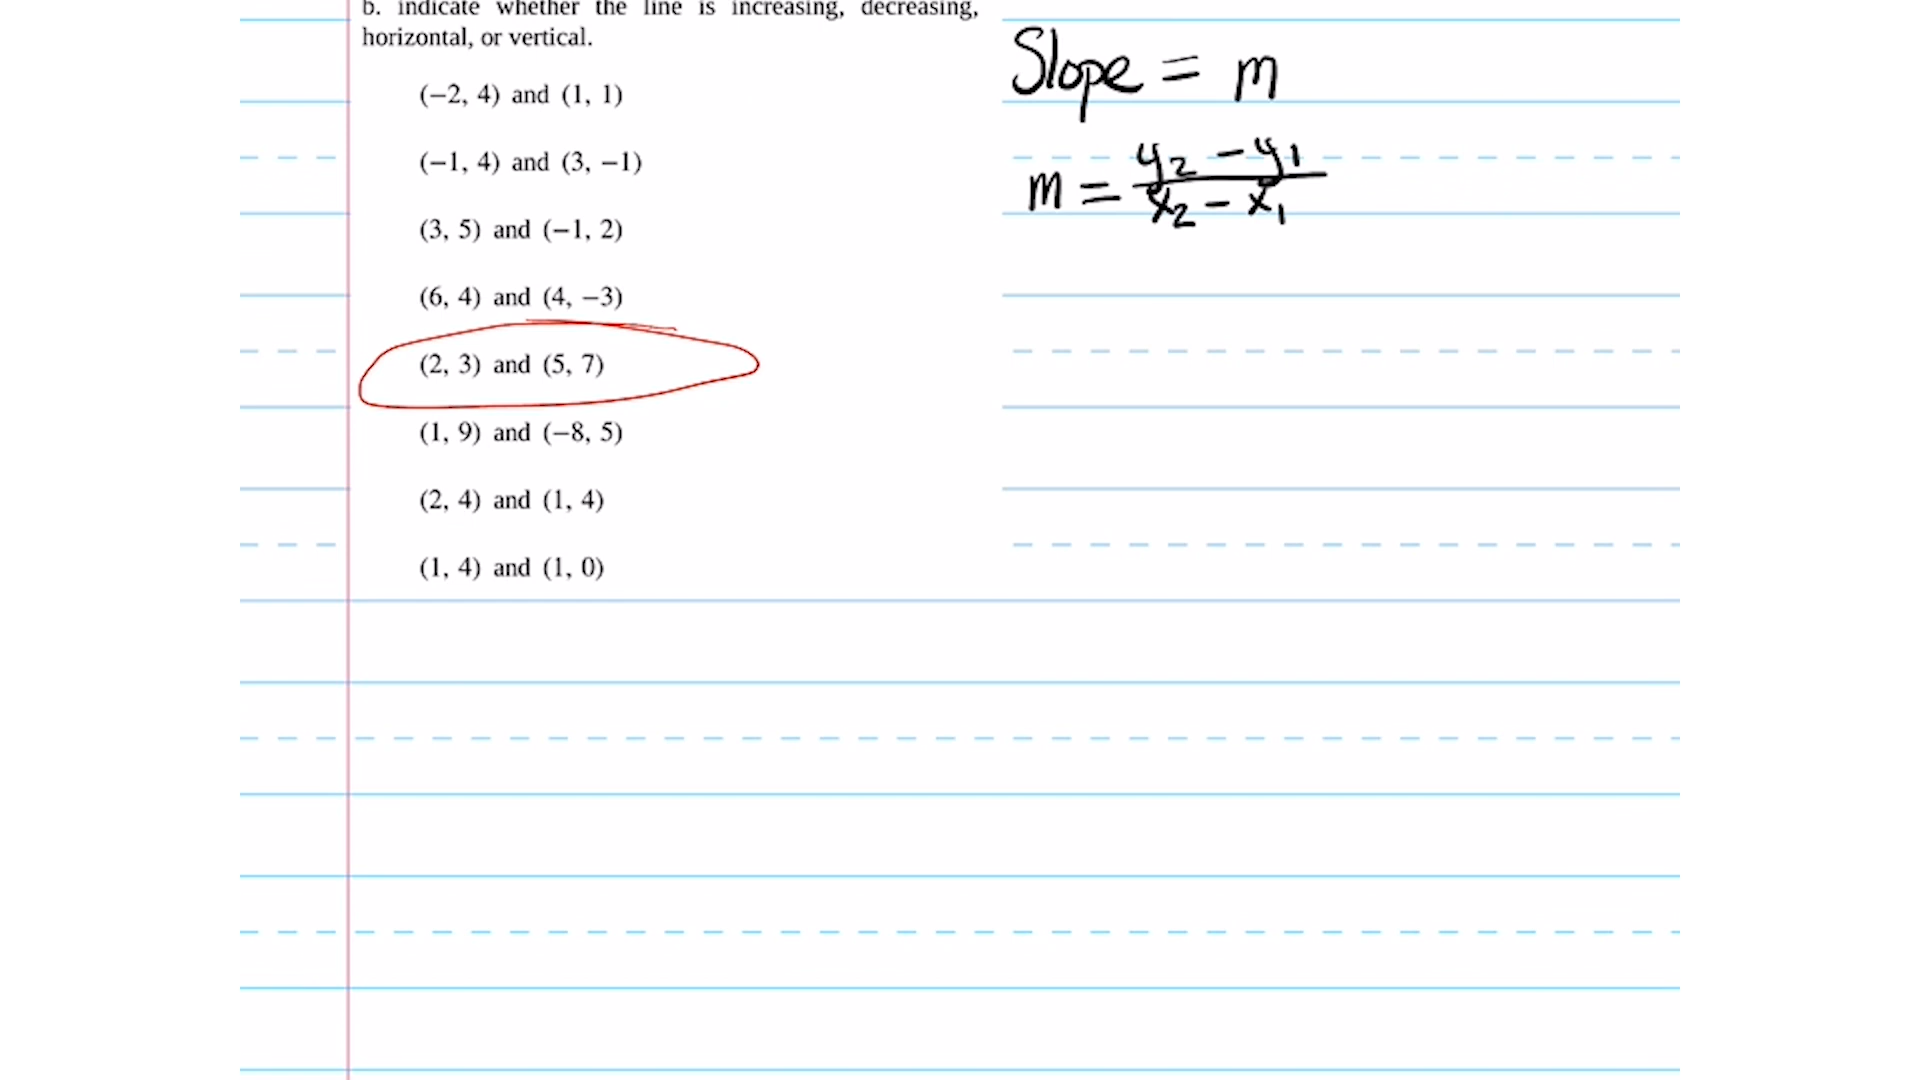 b. indicate whether the line is increasing, decreasing,
horizontal, or vertical.
(−2, 4) and (1, 1)
(−1, 4) and (3, −1)
(3, 5) and (−1, 2)
(6, 4) and (4, −3)
(2, 3) and (5, 7)
(1, 9) and (−8, 5)
(2, 4) and (1, 4)
(1, 4) and (1, 0)
Slope = m
m = y₂ − y₁
x₂ − x₁